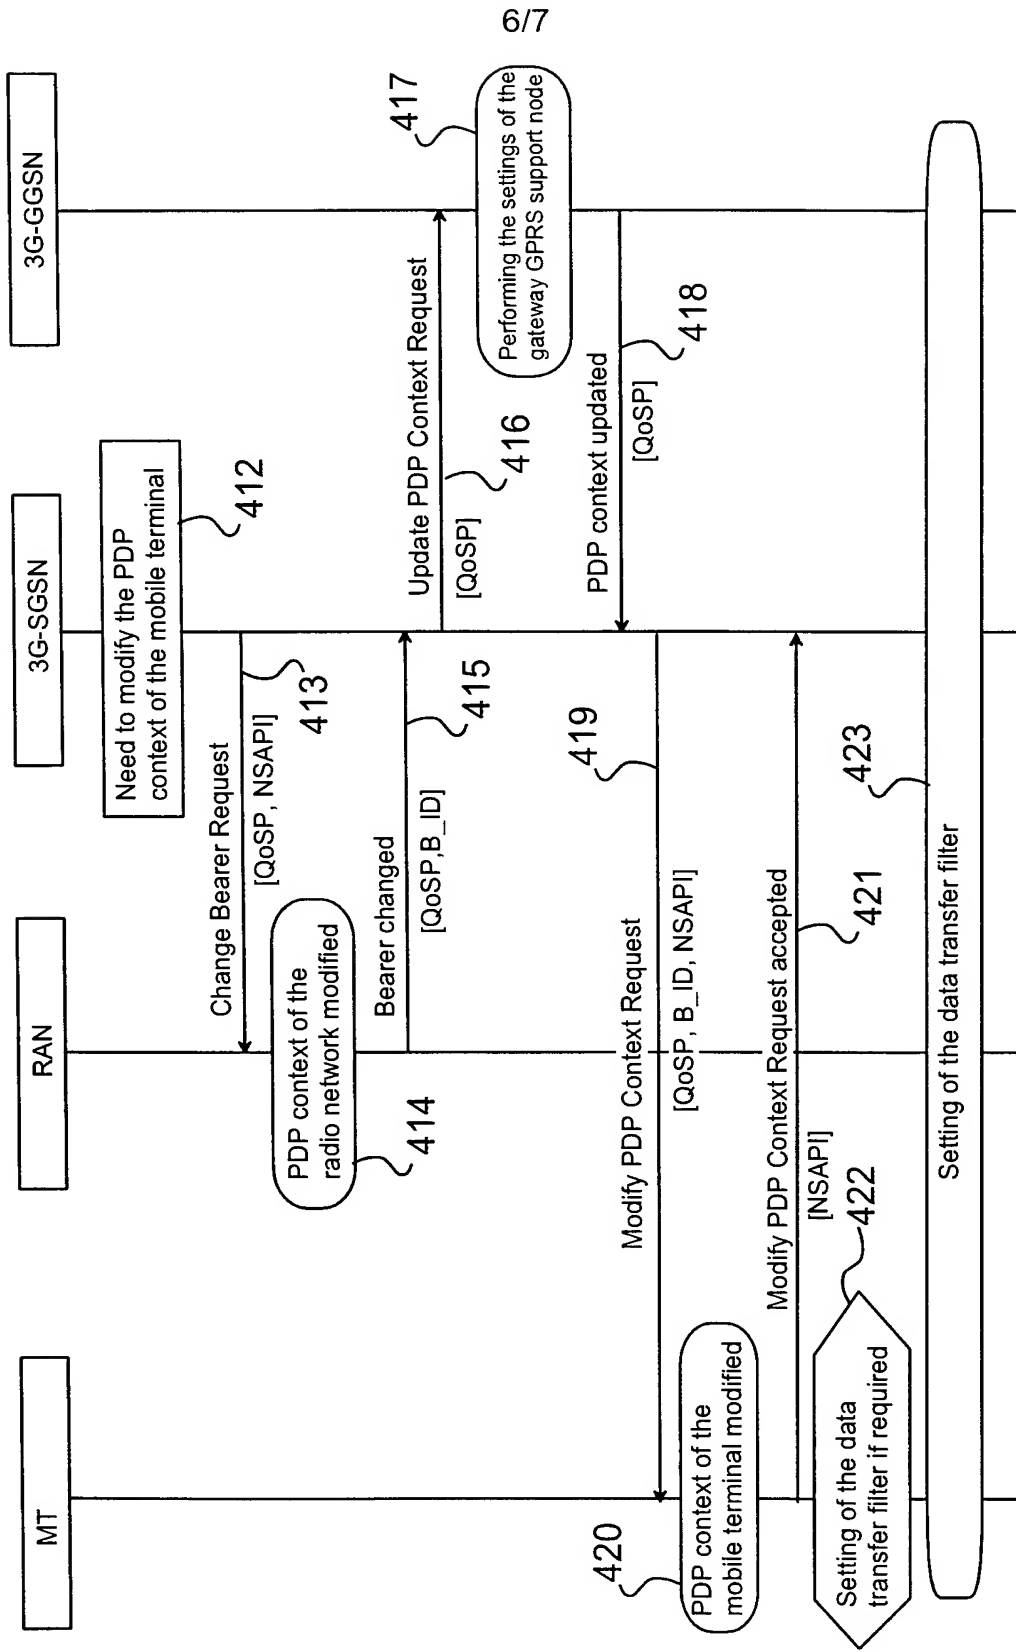 6/7
MT
RAN
3G-SGSN
3G-GGSN
Need to modify the PDP
context of the mobile terminal
412
Change Bearer Request
[QoSP, NSAPI]
413
PDP context of the
radio network modified
414
Bearer changed
[QoSP,B_ID]
415
Update PDP Context Request
[QoSP]
416
417
Performing the settings of the
gateway GPRS support node
PDP context updated
[QoSP]
418
419
Modify PDP Context Request
[QoSP, B_ID, NSAPI]
420
PDP context of the
mobile terminal modified
Modify PDP Context Request accepted
[NSAPI]
421
422
Setting of the data
transfer filter if required
423
Setting of the data transfer filter